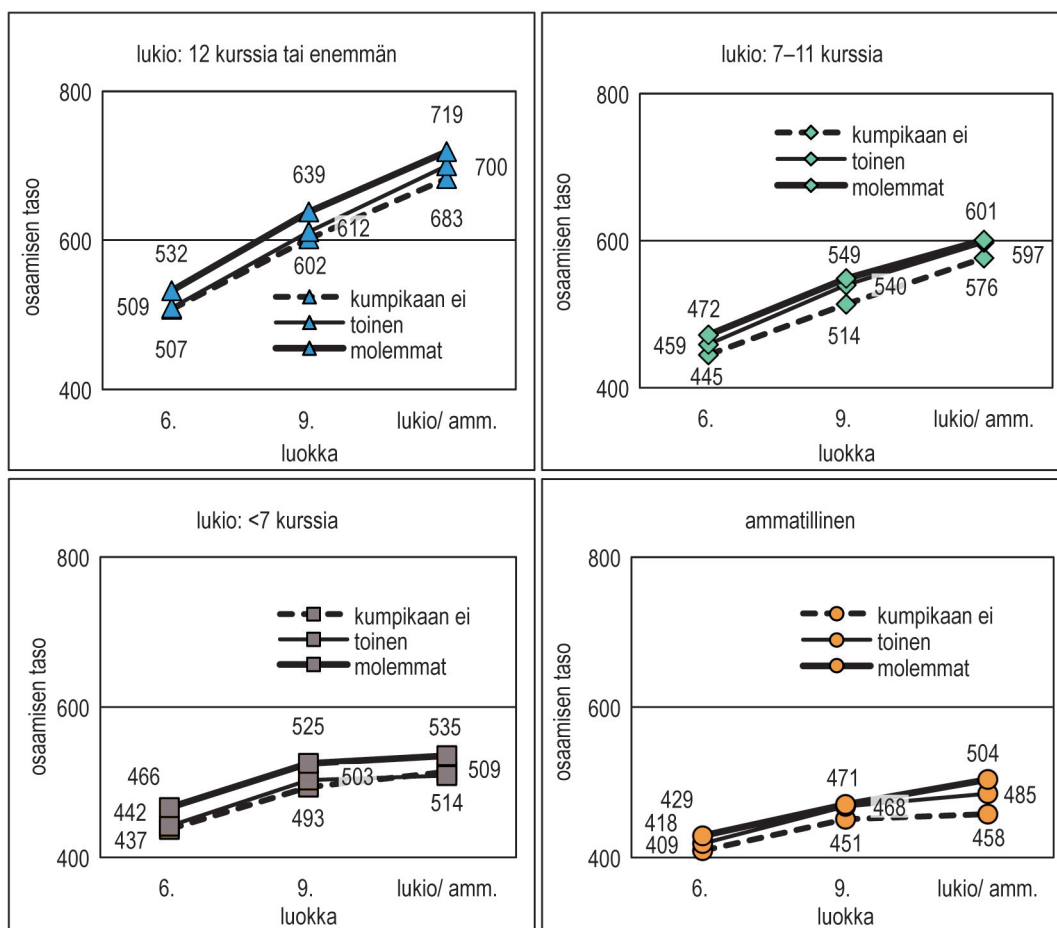 lukio: 12 kurssia tai enemmän
osaamisen taso
800
600
400
719
700
683
639
612
602
532
509
507
kumpikaan ei
toinen
molemmat
6.
9.
lukio/ amm.
luokka
lukio: 7–11 kurssia
osaamisen taso
800
600
400
kumpikaan ei
toinen
molemmat
601
597
576
549
540
514
472
459
445
6.
9.
lukio/ amm.
luokka
lukio: <7 kurssia
osaamisen taso
800
600
400
kumpikaan ei
toinen
molemmat
535
509
514
525
503
493
466
442
437
6.
9.
lukio/ amm.
luokka
ammatillinen
osaamisen taso
800
600
400
kumpikaan ei
toinen
molemmat
504
485
458
471
468
451
429
418
409
6.
9.
lukio/ amm.
luokka